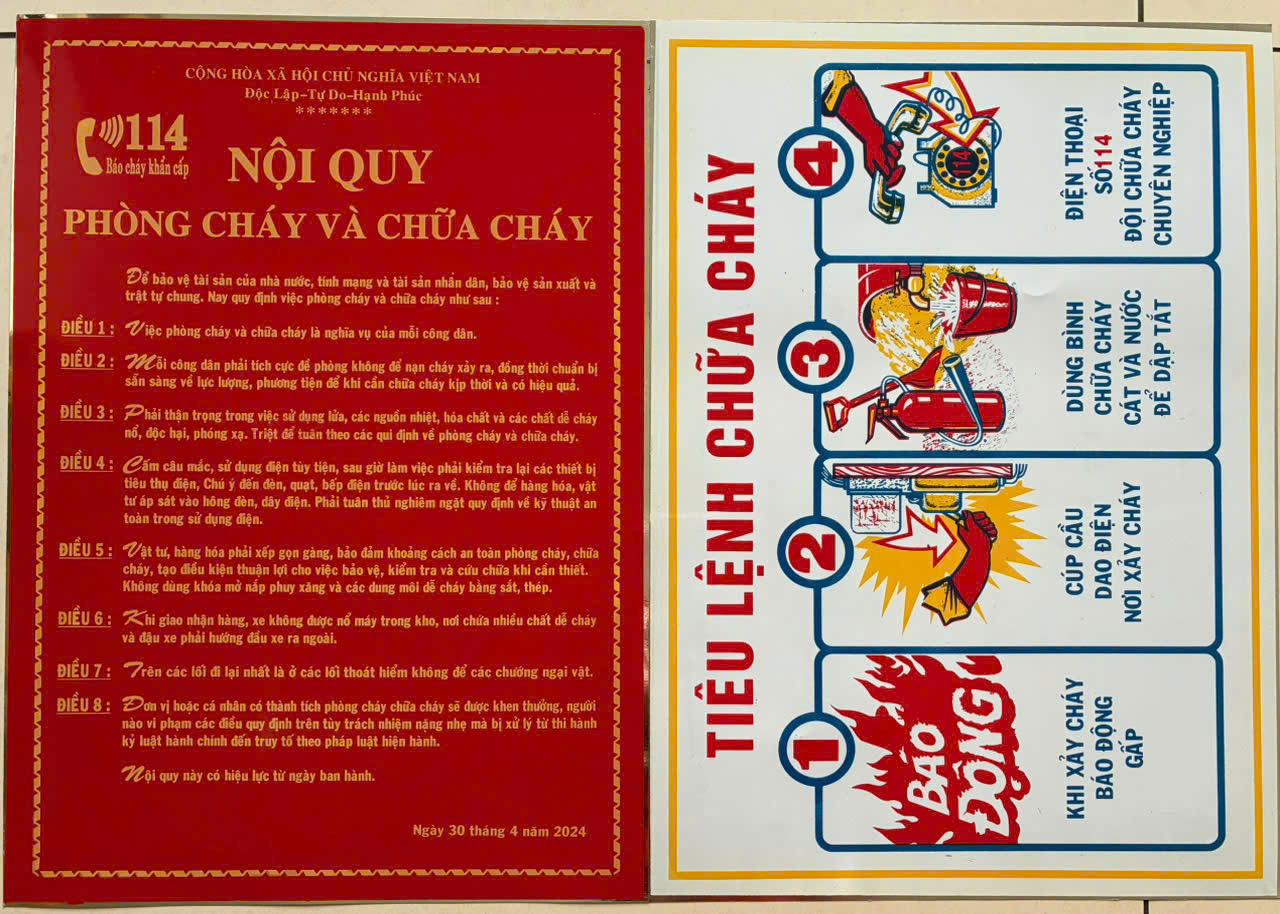 CỘNG HÒA XÃ HỘI CHỦ NGHĨA VIỆT NAM
Độc Lập-Tự Do-Hạnh Phúc
*******
114
Báo cháy khẩn cấp
NỘI QUY
PHÒNG CHÁY VÀ CHỮA CHÁY
Để bảo vệ tài sản của nhà nước, tính mạng và tài sản nhân dân, bảo vệ sản xuất và
trật tự chung. Nay quy định việc phòng cháy và chữa cháy như sau :
ĐIỀU 1 : Việc phòng cháy và chữa cháy là nghĩa vụ của mỗi công dân.
ĐIỀU 2 : Mỗi công dân phải tích cực đề phòng không để nạn cháy xảy ra, đồng thời chuẩn bị
sẵn sàng về lực lượng, phương tiện để khi cần chữa cháy kịp thời và có hiệu quả.
ĐIỀU 3 : Phải thận trọng trong việc sử dụng lửa, các nguồn nhiệt, hóa chất và các chất dễ cháy
nổ, độc hại, phóng xạ. Triệt để tuân theo các qui định về phòng cháy và chữa cháy.
ĐIỀU 4 : Cấm câu mắc, sử dụng điện tùy tiện, sau giờ làm việc phải kiểm tra lại các thiết bị
tiêu thụ điện, Chú ý đến đèn, quạt, bếp điện trước lúc ra về. Không để hàng hóa, vật
tư áp sát vào hông đèn, dây điện. Phải tuân thủ nghiêm ngặt quy định về kỹ thuật an
toàn trong sử dụng điện.
ĐIỀU 5 : Vật tư, hàng hóa phải xếp gọn gàng, bảo đảm khoảng cách an toàn phòng cháy, chữa
cháy, tạo điều kiện thuận lợi cho việc bảo vệ, kiểm tra và cứu chữa khi cần thiết.
Không dùng khóa mở nắp phuy xăng và các dung môi dễ cháy bằng sắt, thép.
ĐIỀU 6 : Khi giao nhận hàng, xe không được nổ máy trong kho, nơi chứa nhiều chất dễ cháy
và đậu xe phải hướng đầu xe ra ngoài.
ĐIỀU 7 : Trên các lối đi lại nhất là ở các lối thoát hiểm không để các chướng ngại vật.
ĐIỀU 8 : Đơn vị hoặc cá nhân có thành tích phòng cháy chữa cháy sẽ được khen thưởng, người
nào vi phạm các điều quy định trên tùy trách nhiệm nặng nhẹ mà bị xử lý từ thi hành
kỷ luật hành chính đến truy tố theo pháp luật hiện hành.
Nội quy này có hiệu lực từ ngày ban hành.
Ngày 30 tháng 4 năm 2024
TIÊU LỆNH CHỮA CHÁY
1
BÁO
ĐỘNG
KHI XẢY CHÁY
BÁO ĐỘNG
GẤP
2
CÚP CẦU
DAO ĐIỆN
NƠI XẢY CHÁY
3
DÙNG BÌNH
CHỮA CHÁY
CÁT VÀ NƯỚC
ĐỂ DẬP TẮT
4
114
ĐIỆN THOẠI
SỐ114
ĐỘI CHỮA CHÁY
CHUYÊN NGHIỆP